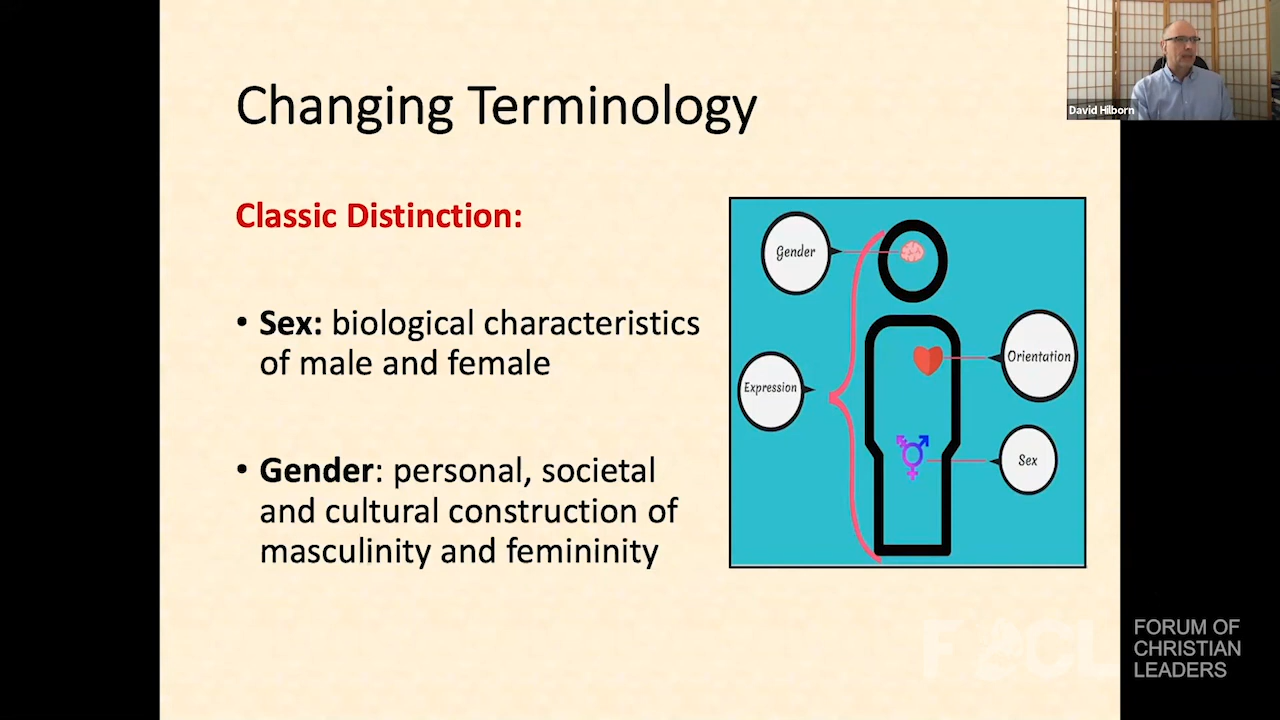 Changing Terminology
David Hilborn
Classic Distinction:
• Sex: biological characteristics
of male and female
• Gender: personal, societal
and cultural construction of
masculinity and femininity
Gender
Orientation
Expression
Sex
FOCL
FORUM OF
CHRISTIAN
LEADERS